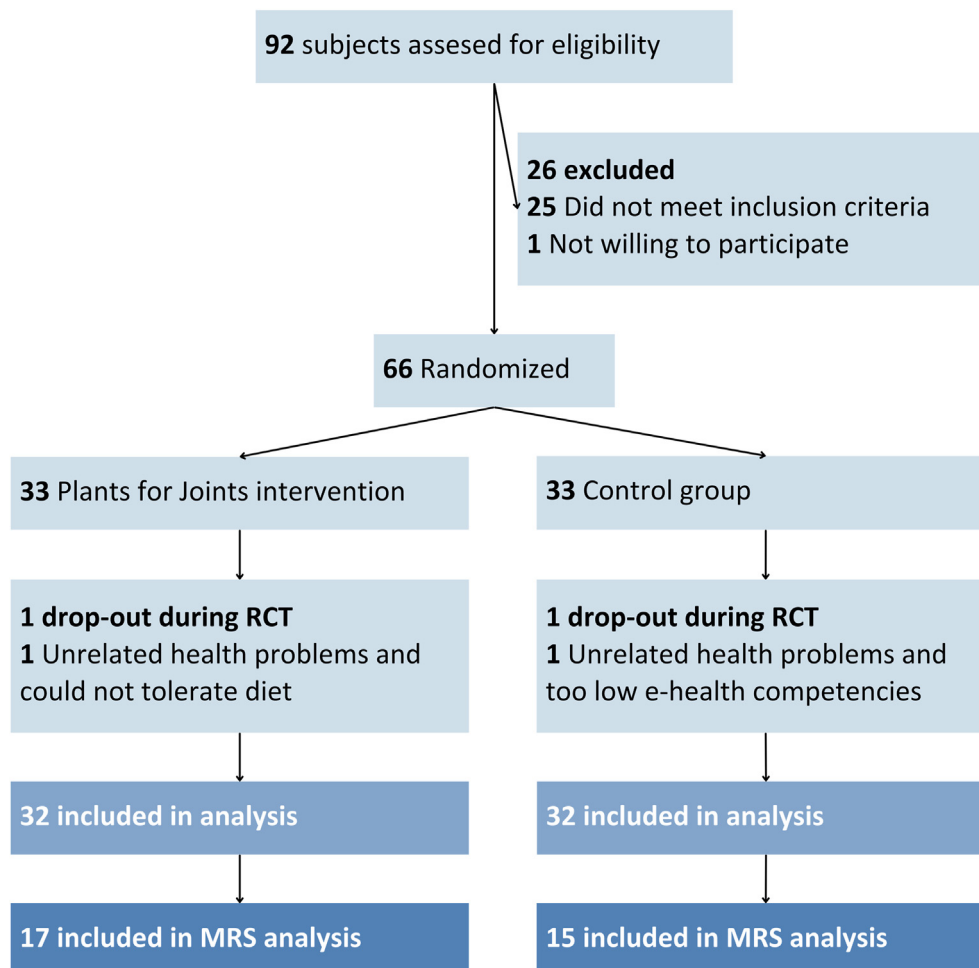 92 subjects assesed for eligibility
26 excluded
25 Did not meet inclusion criteria
1 Not willing to participate
66 Randomized
33 Plants for Joints intervention
33 Control group
1 drop-out during RCT
1 Unrelated health problems and
could not tolerate diet
1 drop-out during RCT
1 Unrelated health problems and
too low e-health competencies
32 included in analysis
32 included in analysis
17 included in MRS analysis
15 included in MRS analysis